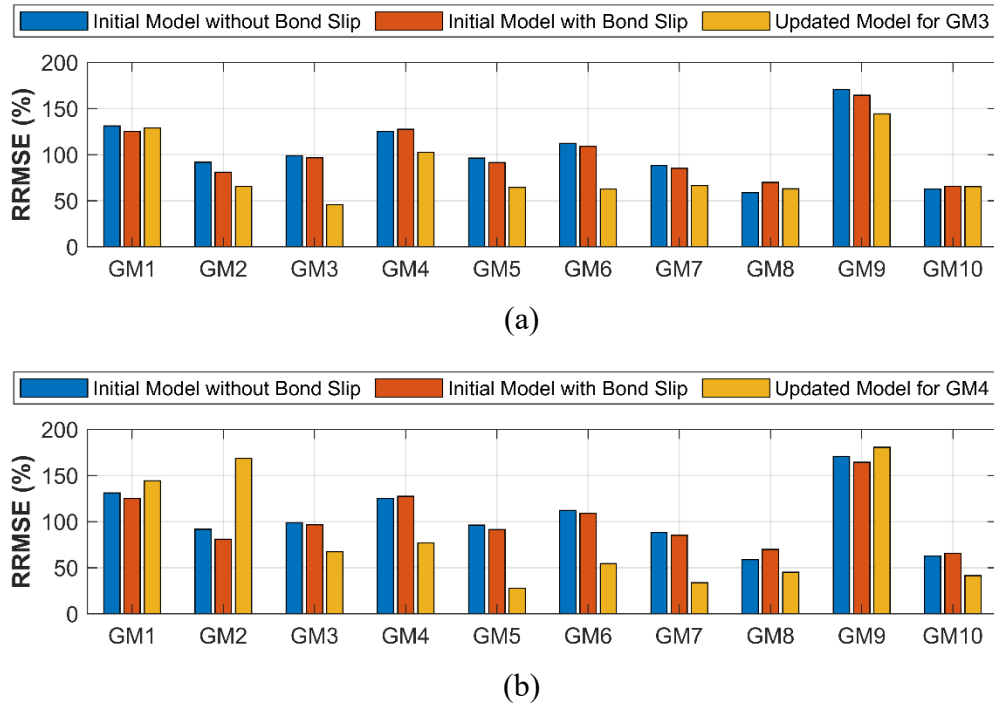 Initial Model without Bond Slip Initial Model with Bond Slip Updated Model for GM3
200
150
100
50
0
RRMSE (%)
GM1 GM2 GM3 GM4 GM5 GM6 GM7 GM8 GM9 GM10
(a)
Initial Model without Bond Slip Initial Model with Bond Slip Updated Model for GM4
200
150
100
50
0
RRMSE (%)
GM1 GM2 GM3 GM4 GM5 GM6 GM7 GM8 GM9 GM10
(b)